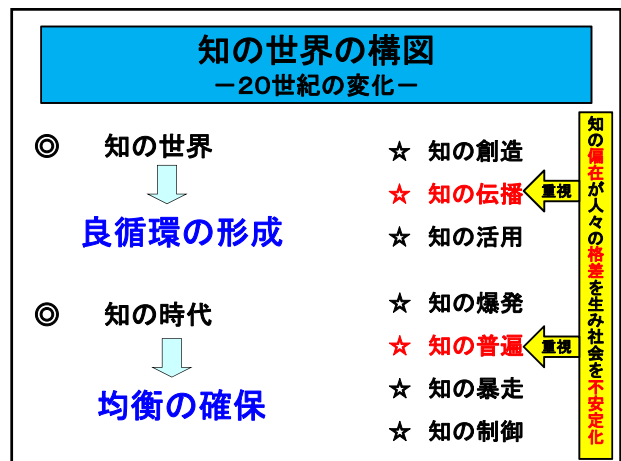 知の世界の構図
－20世紀の変化－
◎ 知の世界
良循環の形成
☆ 知の創造
☆ 知の伝播
☆ 知の活用
重視
◎ 知の時代
均衡の確保
☆ 知の爆発
☆ 知の普遍
☆ 知の暴走
☆ 知の制御
重視
知の偏在が人々の格差を生み社会を不安定化